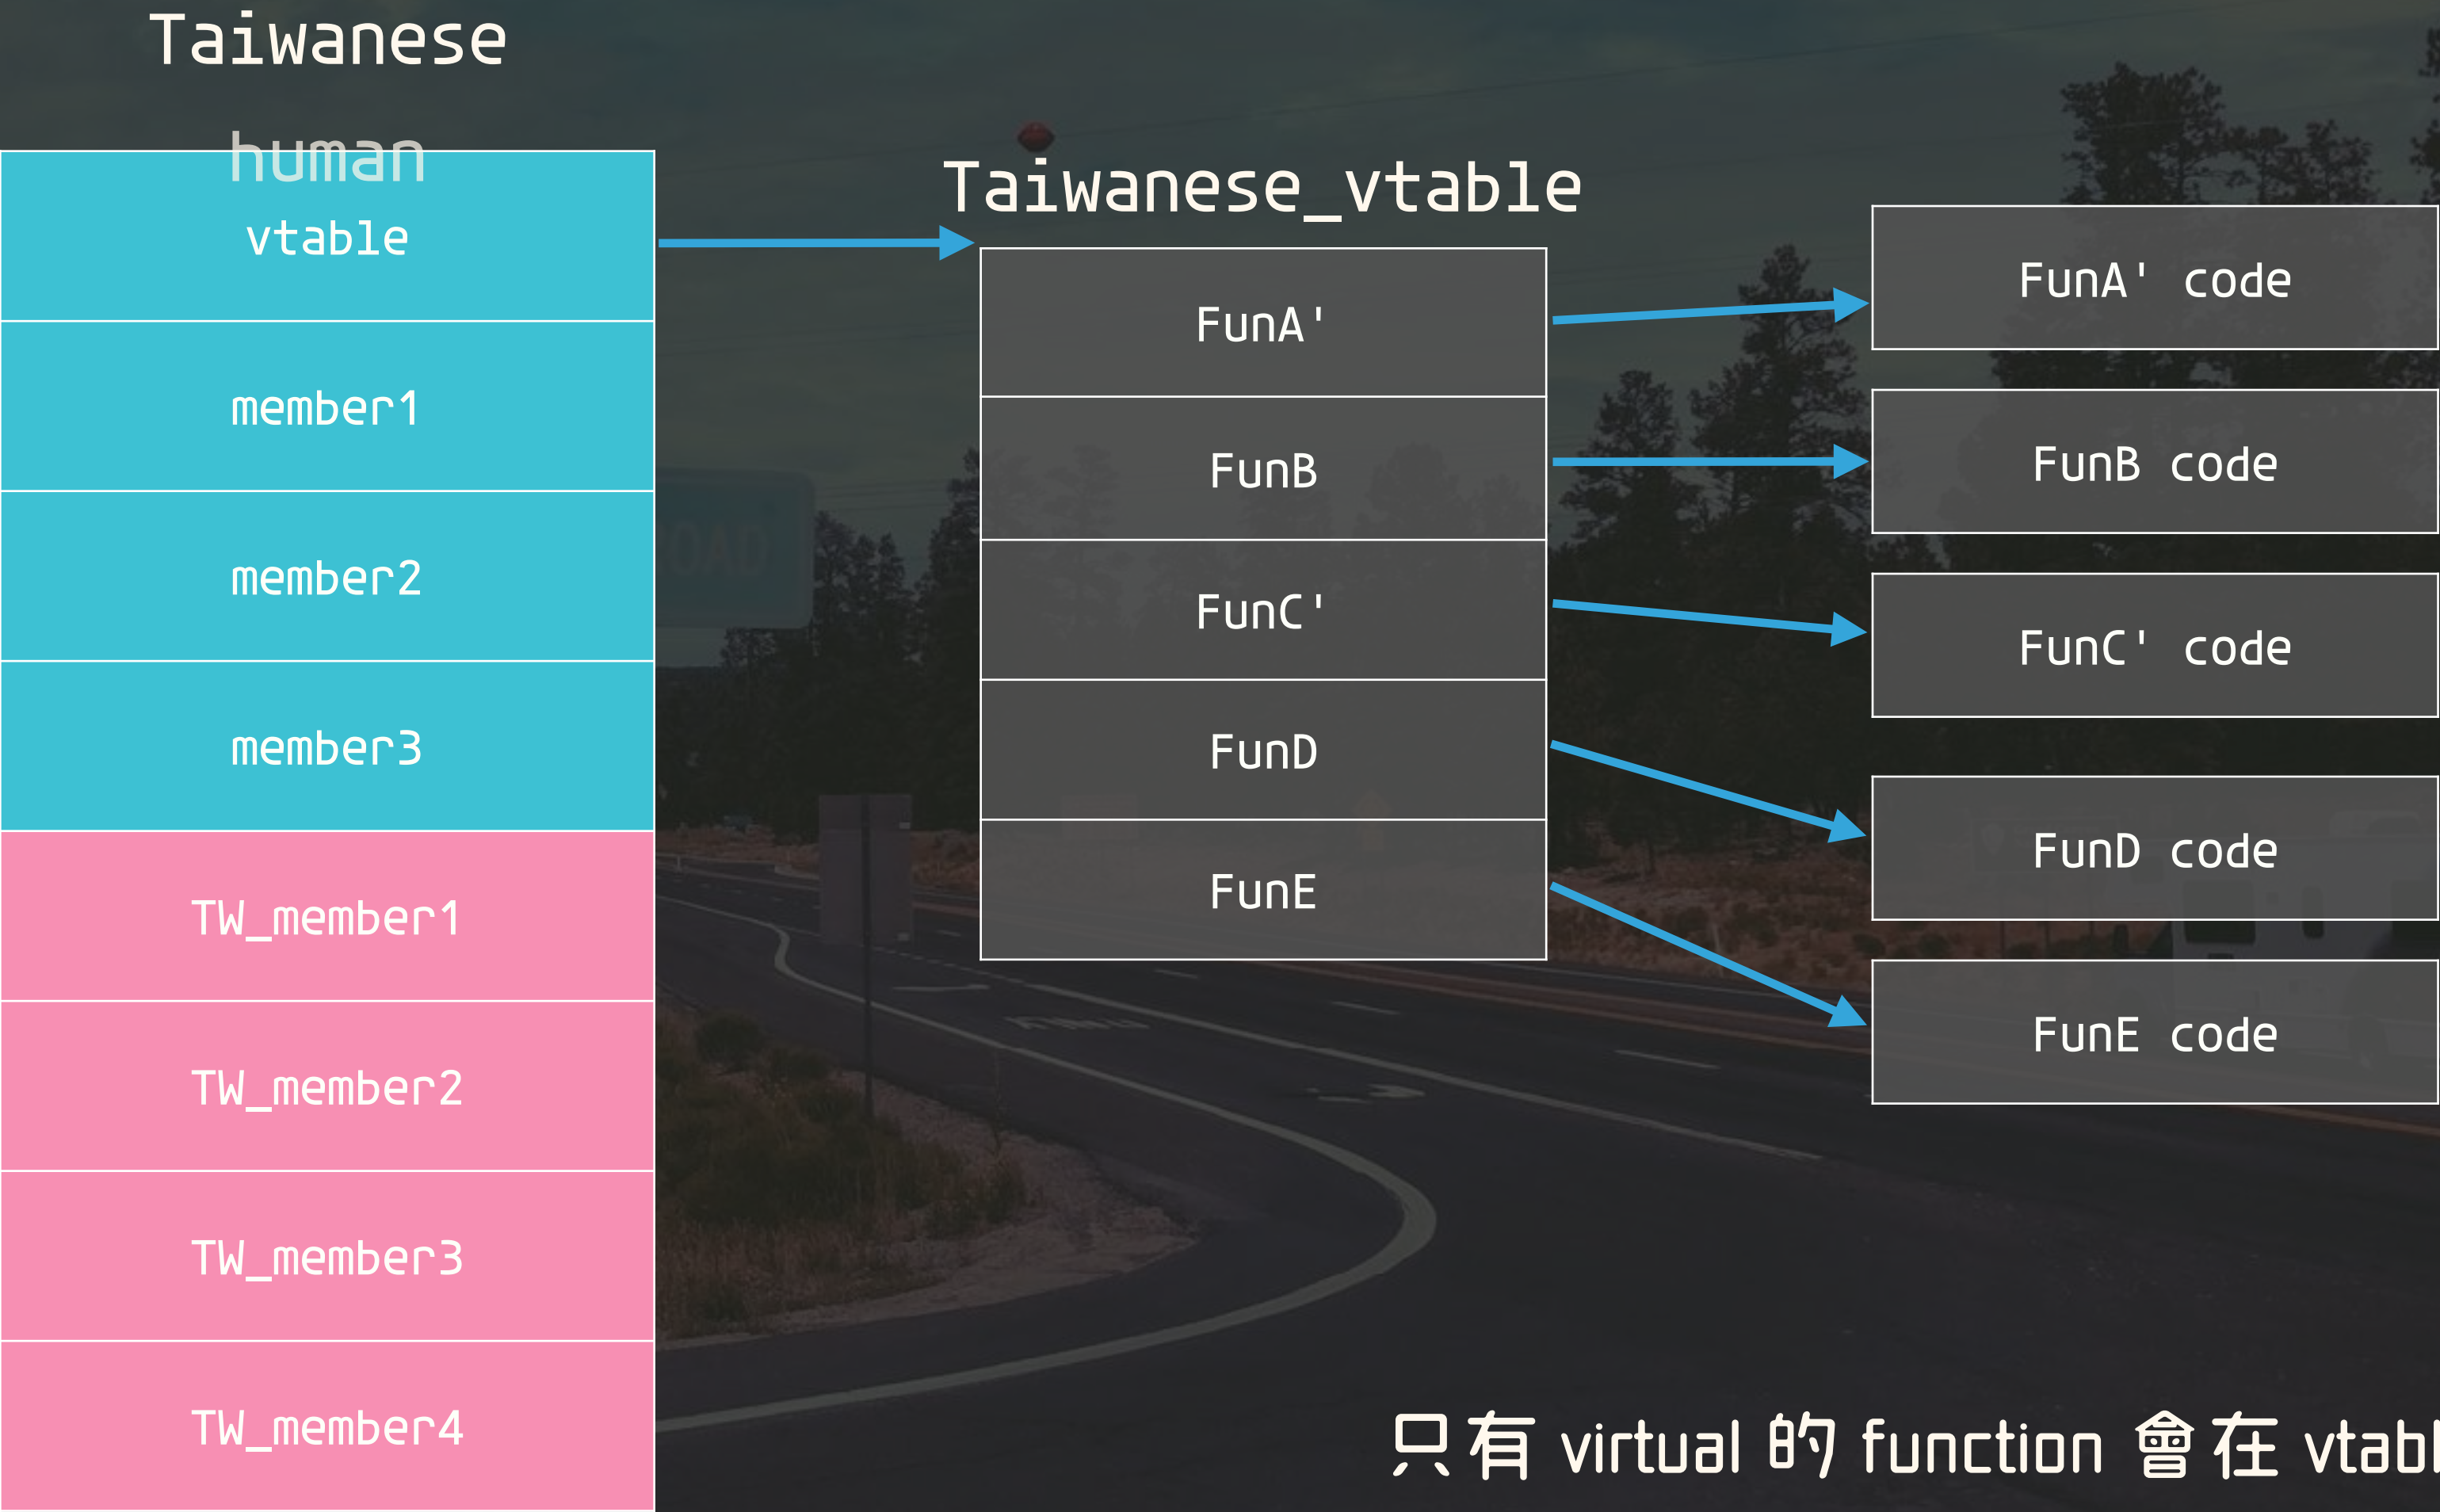 Taiwanese
human
vtable
member1
member2
member3
TW_member1
TW_member2
TW_member3
TW_member4
Taiwanese_vtable
FunA'
FunB
FunC'
FunD
FunE
FunA' code
FunB code
FunC' code
FunD code
FunE code
只有 virtual 的 function 會在